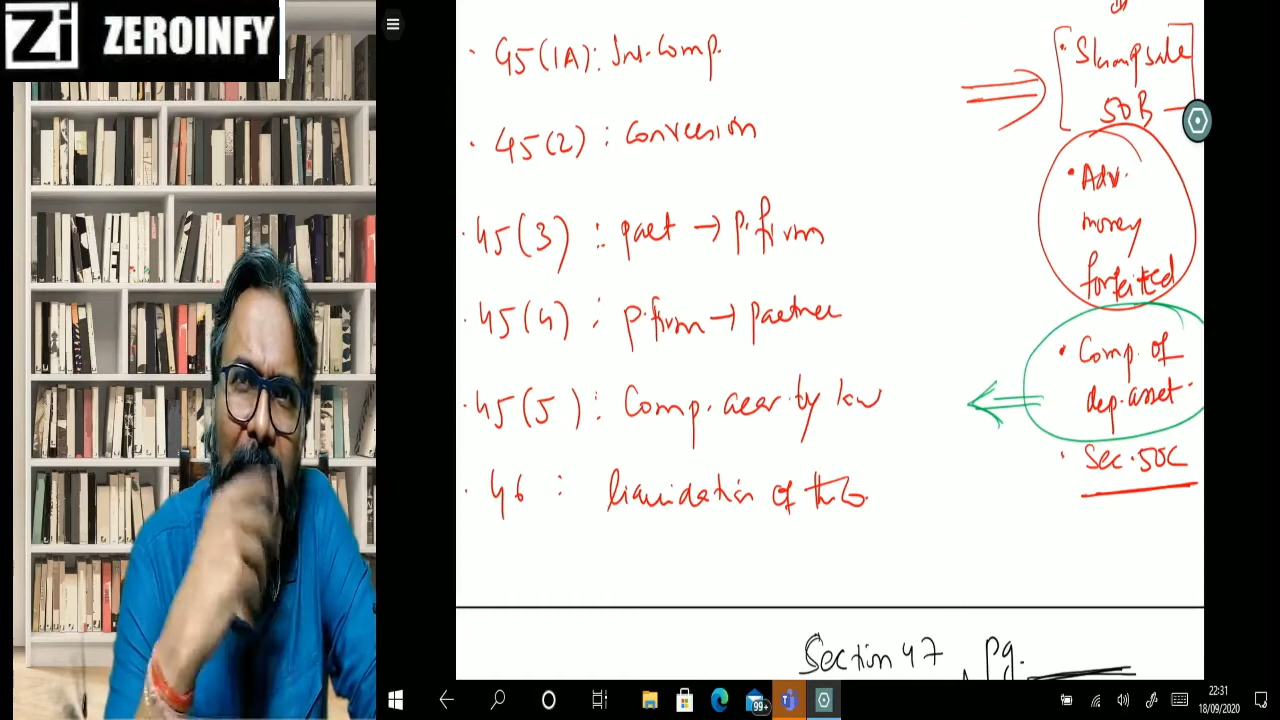 Zi ZEROINFY
45(1A): Ins. Comp.
45(2) : Conversion
45(3) : part → p.firm
45(4) : p.firm → partner
45(5) : Comp. acqr. by law
46 : liquidation of the Co.
Slump sale
50B
Adv.
money
forfeited
Comp. of
dep. asset
Sec. 50C
Section 47 pg.
99+
22:31
18/09/2020